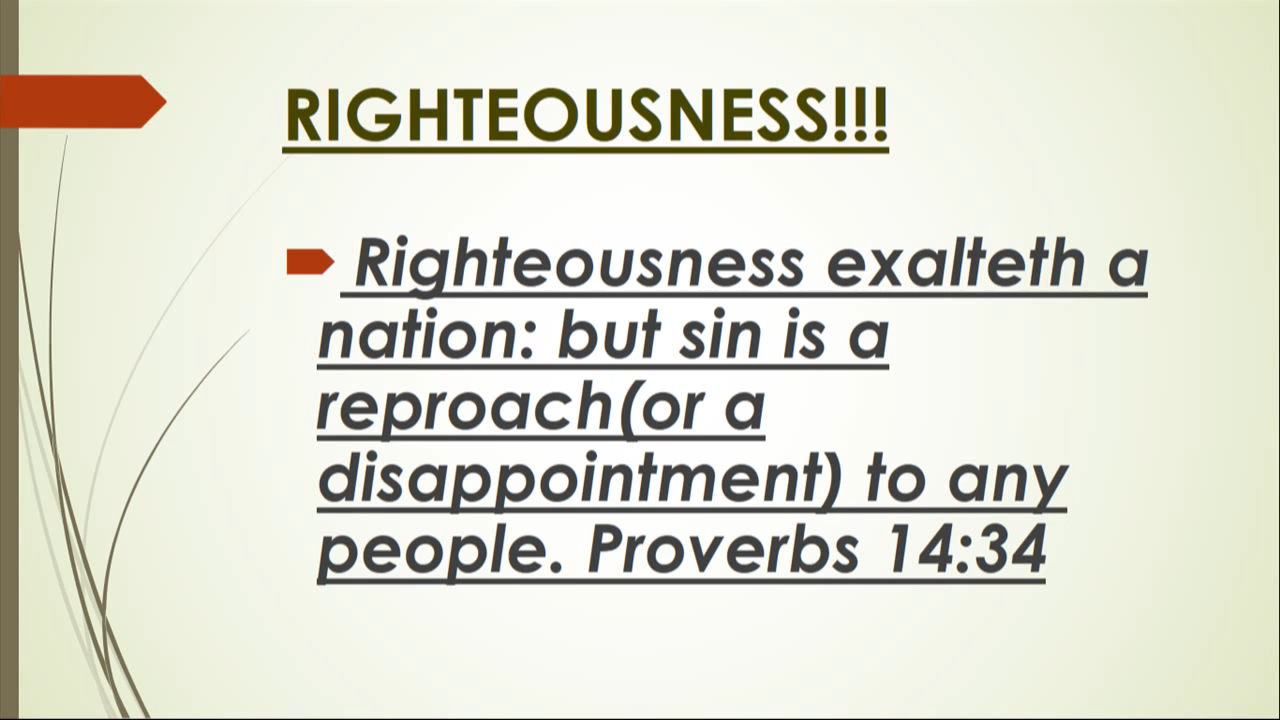 RIGHTEOUSNESS!!!
Righteousness exalteth a
nation: but sin is a
reproach(or a
disappointment) to any
people. Proverbs 14:34